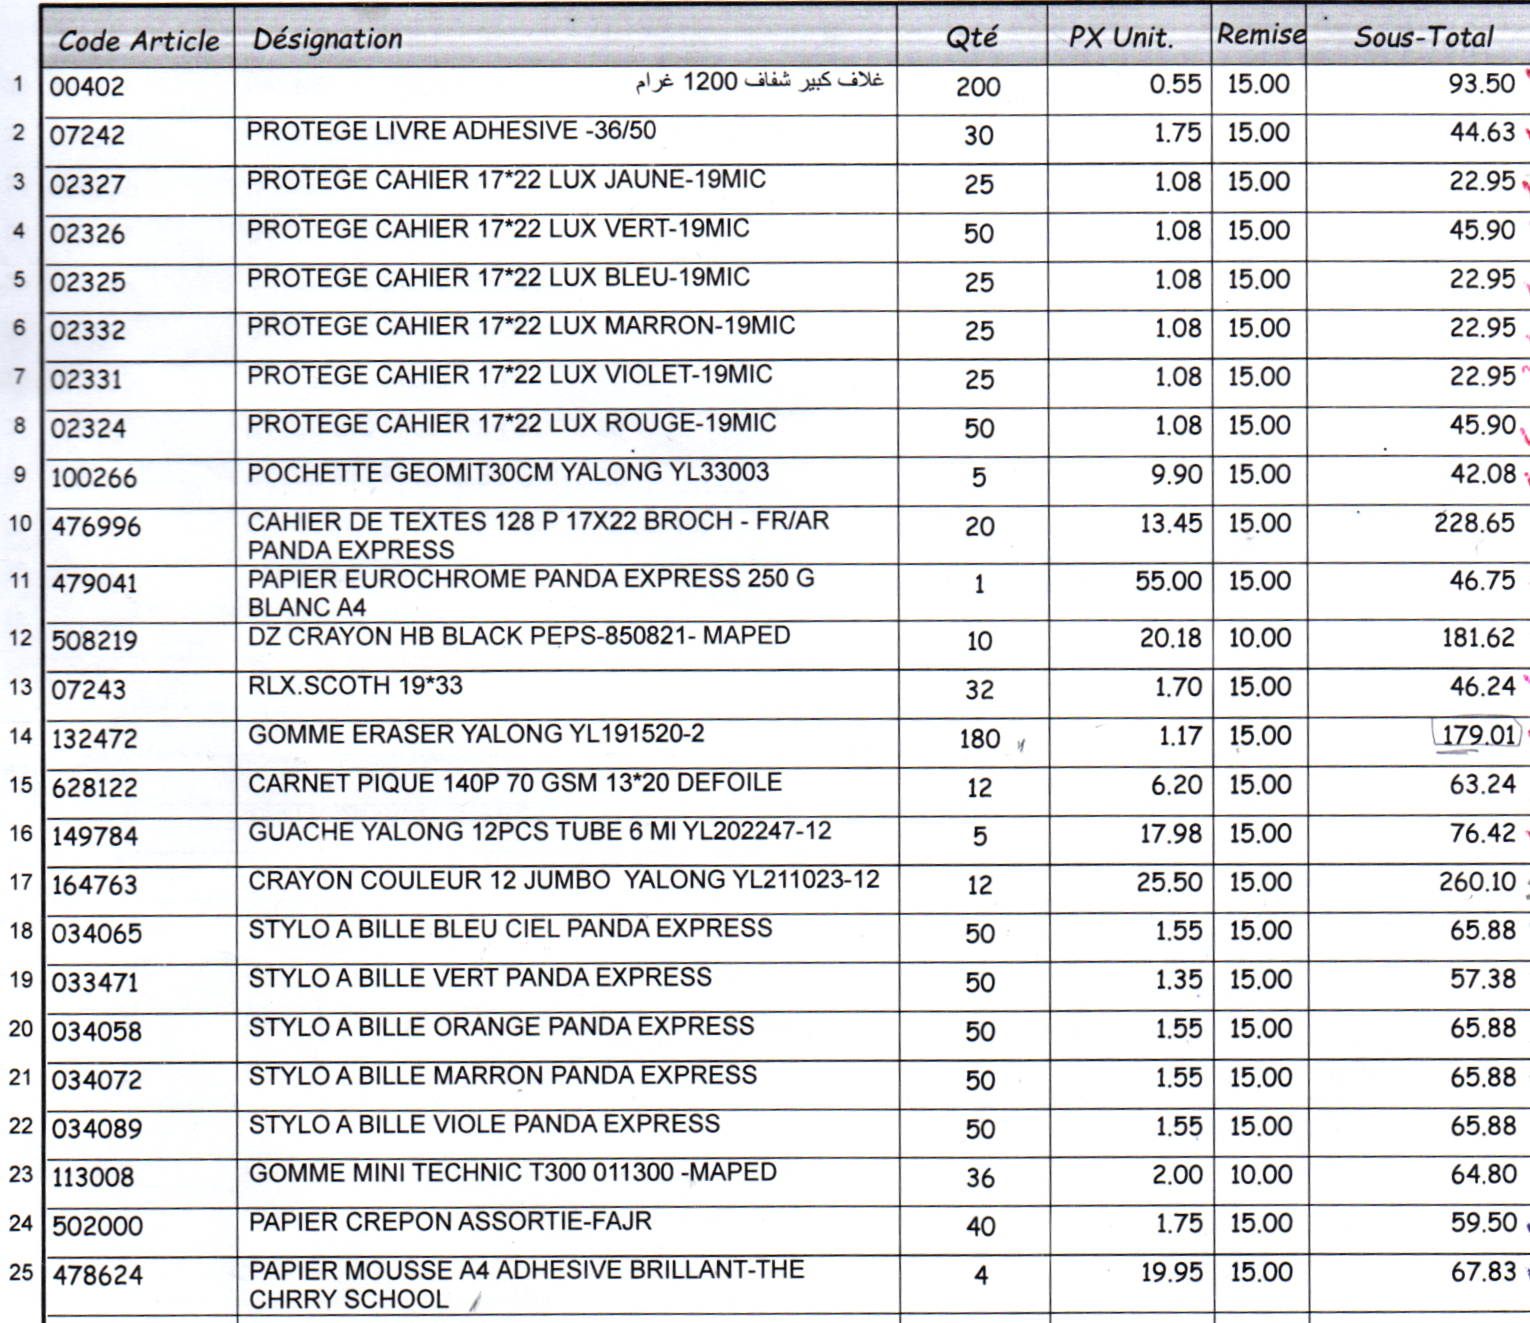 Code Article Désignation Qté PX Unit. Remise Sous-Total
1 00402 غلاف كبير شفاف 1200 غرام 200 0.55 15.00 93.50
2 07242 PROTEGE LIVRE ADHESIVE -36/50 30 1.75 15.00 44.63
3 02327 PROTEGE CAHIER 17*22 LUX JAUNE-19MIC 25 1.08 15.00 22.95
4 02326 PROTEGE CAHIER 17*22 LUX VERT-19MIC 50 1.08 15.00 45.90
5 02325 PROTEGE CAHIER 17*22 LUX BLEU-19MIC 25 1.08 15.00 22.95
6 02332 PROTEGE CAHIER 17*22 LUX MARRON-19MIC 25 1.08 15.00 22.95
7 02331 PROTEGE CAHIER 17*22 LUX VIOLET-19MIC 25 1.08 15.00 22.95
8 02324 PROTEGE CAHIER 17*22 LUX ROUGE-19MIC 50 1.08 15.00 45.90
9 100266 POCHETTE GEOMIT30CM YALONG YL33003 5 9.90 15.00 42.08
10 476996 CAHIER DE TEXTES 128 P 17X22 BROCH - FR/AR 20 13.45 15.00 228.65
PANDA EXPRESS
11 479041 PAPIER EUROCHROME PANDA EXPRESS 250 G 1 55.00 15.00 46.75
BLANC A4
12 508219 DZ CRAYON HB BLACK PEPS-850821- MAPED 10 20.18 10.00 181.62
13 07243 RLX.SCOTH 19*33 32 1.70 15.00 46.24
14 132472 GOMME ERASER YALONG YL191520-2 180 1.17 15.00 179.01
15 628122 CARNET PIQUE 140P 70 GSM 13*20 DEFOILE 12 6.20 15.00 63.24
16 149784 GUACHE YALONG 12PCS TUBE 6 MI YL202247-12 5 17.98 15.00 76.42
17 164763 CRAYON COULEUR 12 JUMBO YALONG YL211023-12 12 25.50 15.00 260.10
18 034065 STYLO A BILLE BLEU CIEL PANDA EXPRESS 50 1.55 15.00 65.88
19 033471 STYLO A BILLE VERT PANDA EXPRESS 50 1.35 15.00 57.38
20 034058 STYLO A BILLE ORANGE PANDA EXPRESS 50 1.55 15.00 65.88
21 034072 STYLO A BILLE MARRON PANDA EXPRESS 50 1.55 15.00 65.88
22 034089 STYLO A BILLE VIOLE PANDA EXPRESS 50 1.55 15.00 65.88
23 113008 GOMME MINI TECHNIC T300 011300 -MAPED 36 2.00 10.00 64.80
24 502000 PAPIER CREPON ASSORTIE-FAJR 40 1.75 15.00 59.50
25 478624 PAPIER MOUSSE A4 ADHESIVE BRILLANT-THE 4 19.95 15.00 67.83
CHRRY SCHOOL